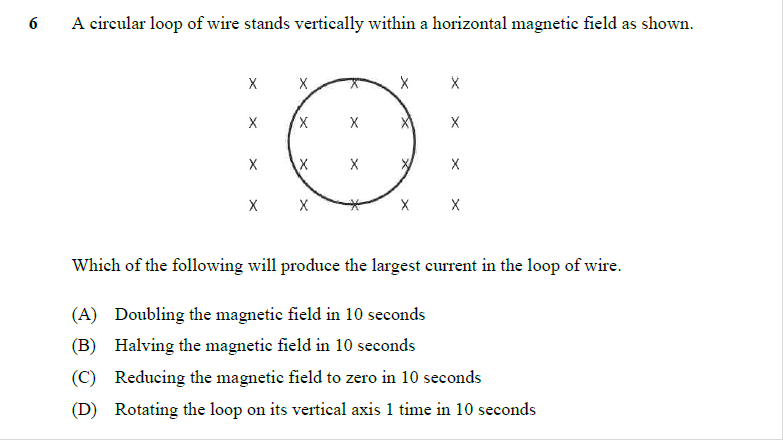 6 A circular loop of wire stands vertically within a horizontal magnetic field as shown.
X X X X X
X X X X X
X X X X X
X X X X X
Which of the following will produce the largest current in the loop of wire.
(A) Doubling the magnetic field in 10 seconds
(B) Halving the magnetic field in 10 seconds
(C) Reducing the magnetic field to zero in 10 seconds
(D) Rotating the loop on its vertical axis 1 time in 10 seconds